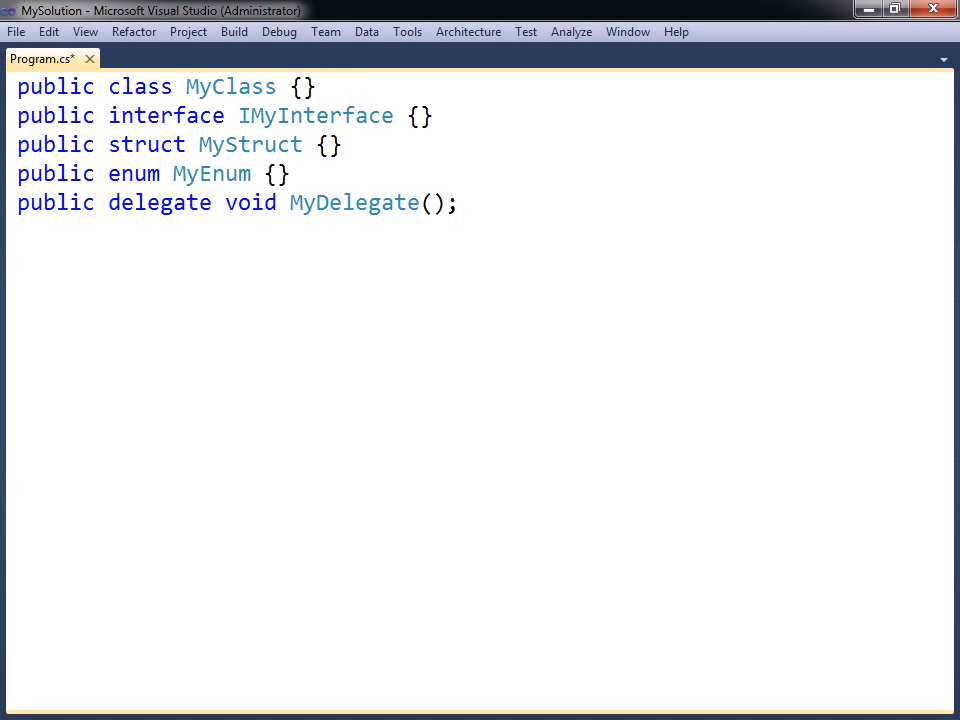 MySolution - Microsoft Visual Studio (Administrator)
File Edit View Refactor Project Build Debug Team Data Tools Architecture Test Analyze Window Help
Program.cs*
public class MyClass {}
public interface IMyInterface {}
public struct MyStruct {}
public enum MyEnum {}
public delegate void MyDelegate();